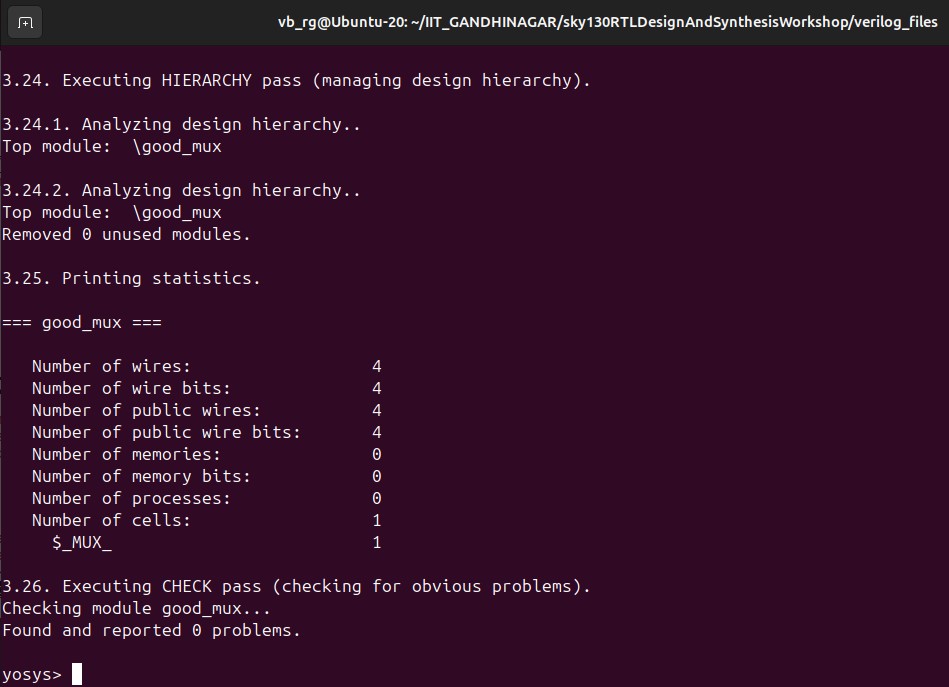 vb_rg@Ubuntu-20: ~/IIT_GANDHINAGAR/sky130RTLDesignAndSynthesisWorkshop/verilog_files
3.24. Executing HIERARCHY pass (managing design hierarchy).
3.24.1. Analyzing design hierarchy..
Top module:  \good_mux
3.24.2. Analyzing design hierarchy..
Top module:  \good_mux
Removed 0 unused modules.
3.25. Printing statistics.
=== good_mux ===
Number of wires: 4
Number of wire bits: 4
Number of public wires: 4
Number of public wire bits: 4
Number of memories: 0
Number of memory bits: 0
Number of processes: 0
Number of cells: 1
$_MUX_ 1
3.26. Executing CHECK pass (checking for obvious problems).
Checking module good_mux...
Found and reported 0 problems.
yosys>